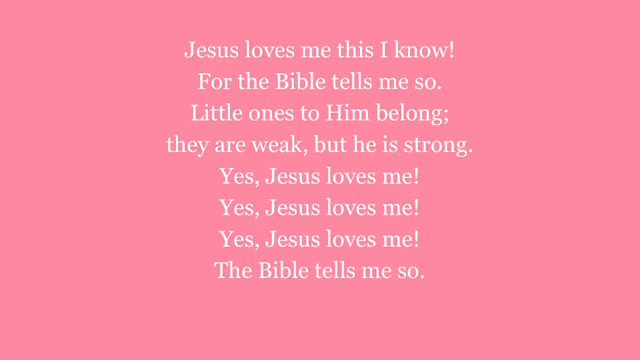 Jesus loves me this I know!
For the Bible tells me so.
Little ones to Him belong;
they are weak, but he is strong.
Yes, Jesus loves me!
Yes, Jesus loves me!
Yes, Jesus loves me!
The Bible tells me so.